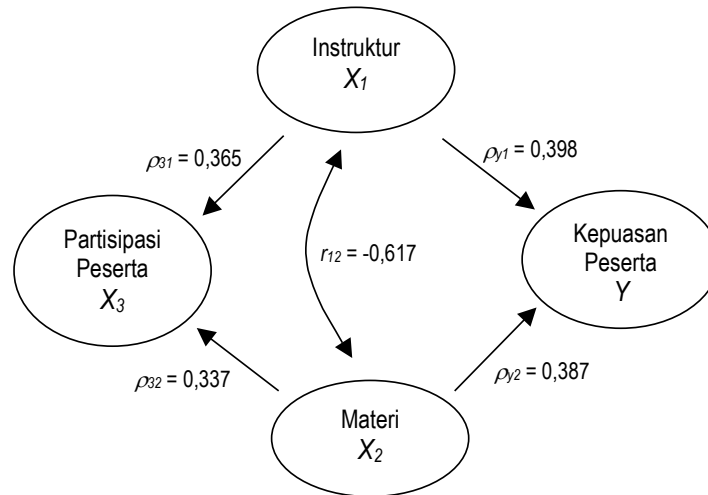 Instruktur
X₁
ρ₃₁ = 0,365
ρy₁ = 0,398
Partisipasi
Peserta
X₃
r₁₂ = -0,617
Kepuasan
Peserta
Y
ρ₃₂ = 0,337
ρy₂ = 0,387
Materi
X₂